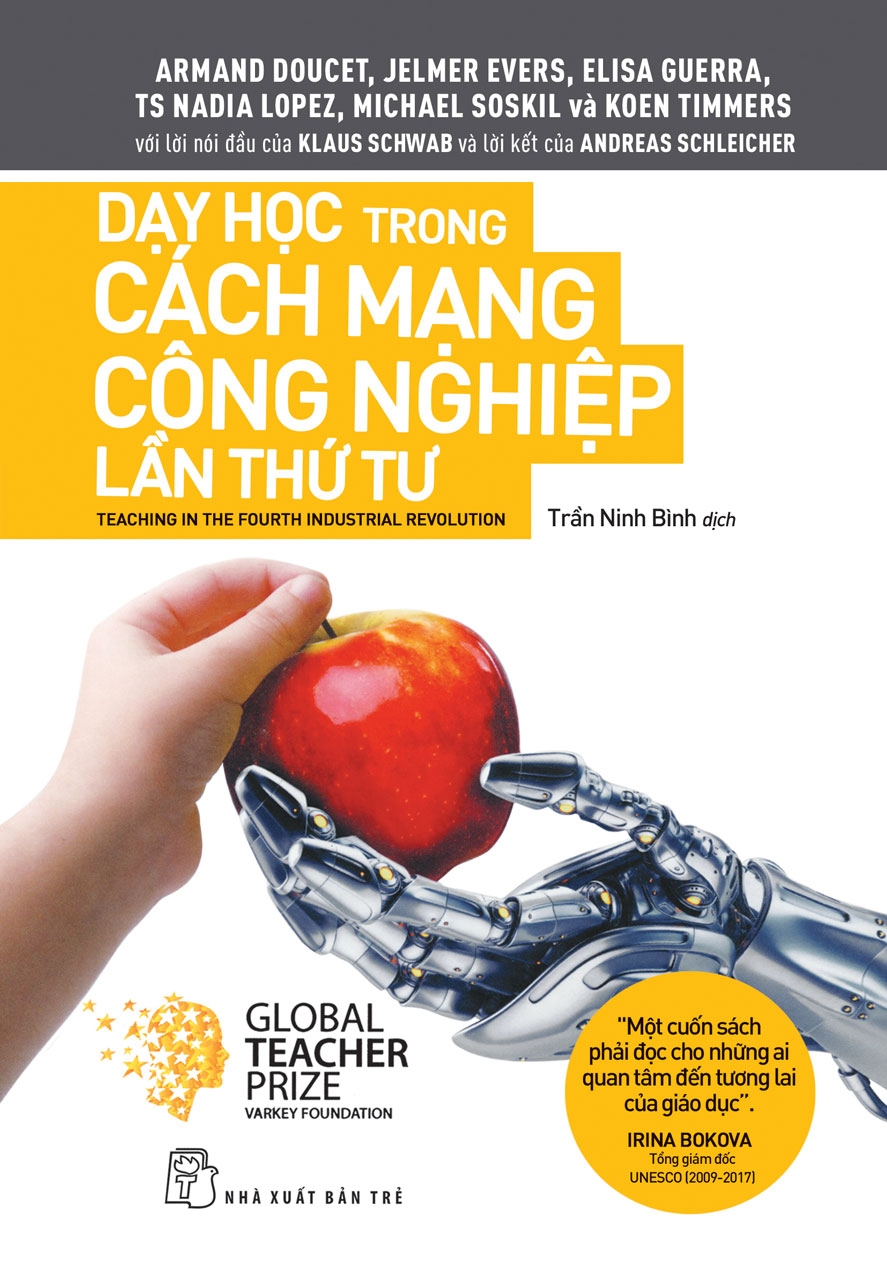 ARMAND DOUCET, JELMER EVERS, ELISA GUERRA,
TS NADIA LOPEZ, MICHAEL SOSKIL và KOEN TIMMERS
với lời nói đầu của KLAUS SCHWAB và lời kết của ANDREAS SCHLEICHER
DẠY HỌC TRONG
CÁCH MẠNG
CÔNG NGHIỆP
LẦN THỨ TƯ
TEACHING IN THE FOURTH INDUSTRIAL REVOLUTION
Trần Ninh Bình dịch
GLOBAL
TEACHER
PRIZE
VARKEY FOUNDATION
"Một cuốn sách
phải đọc cho những ai
quan tâm đến tương lai
của giáo dục”.
IRINA BOKOVA
Tổng giám đốc
UNESCO (2009-2017)
T
NHÀ XUẤT BẢN TRẺ